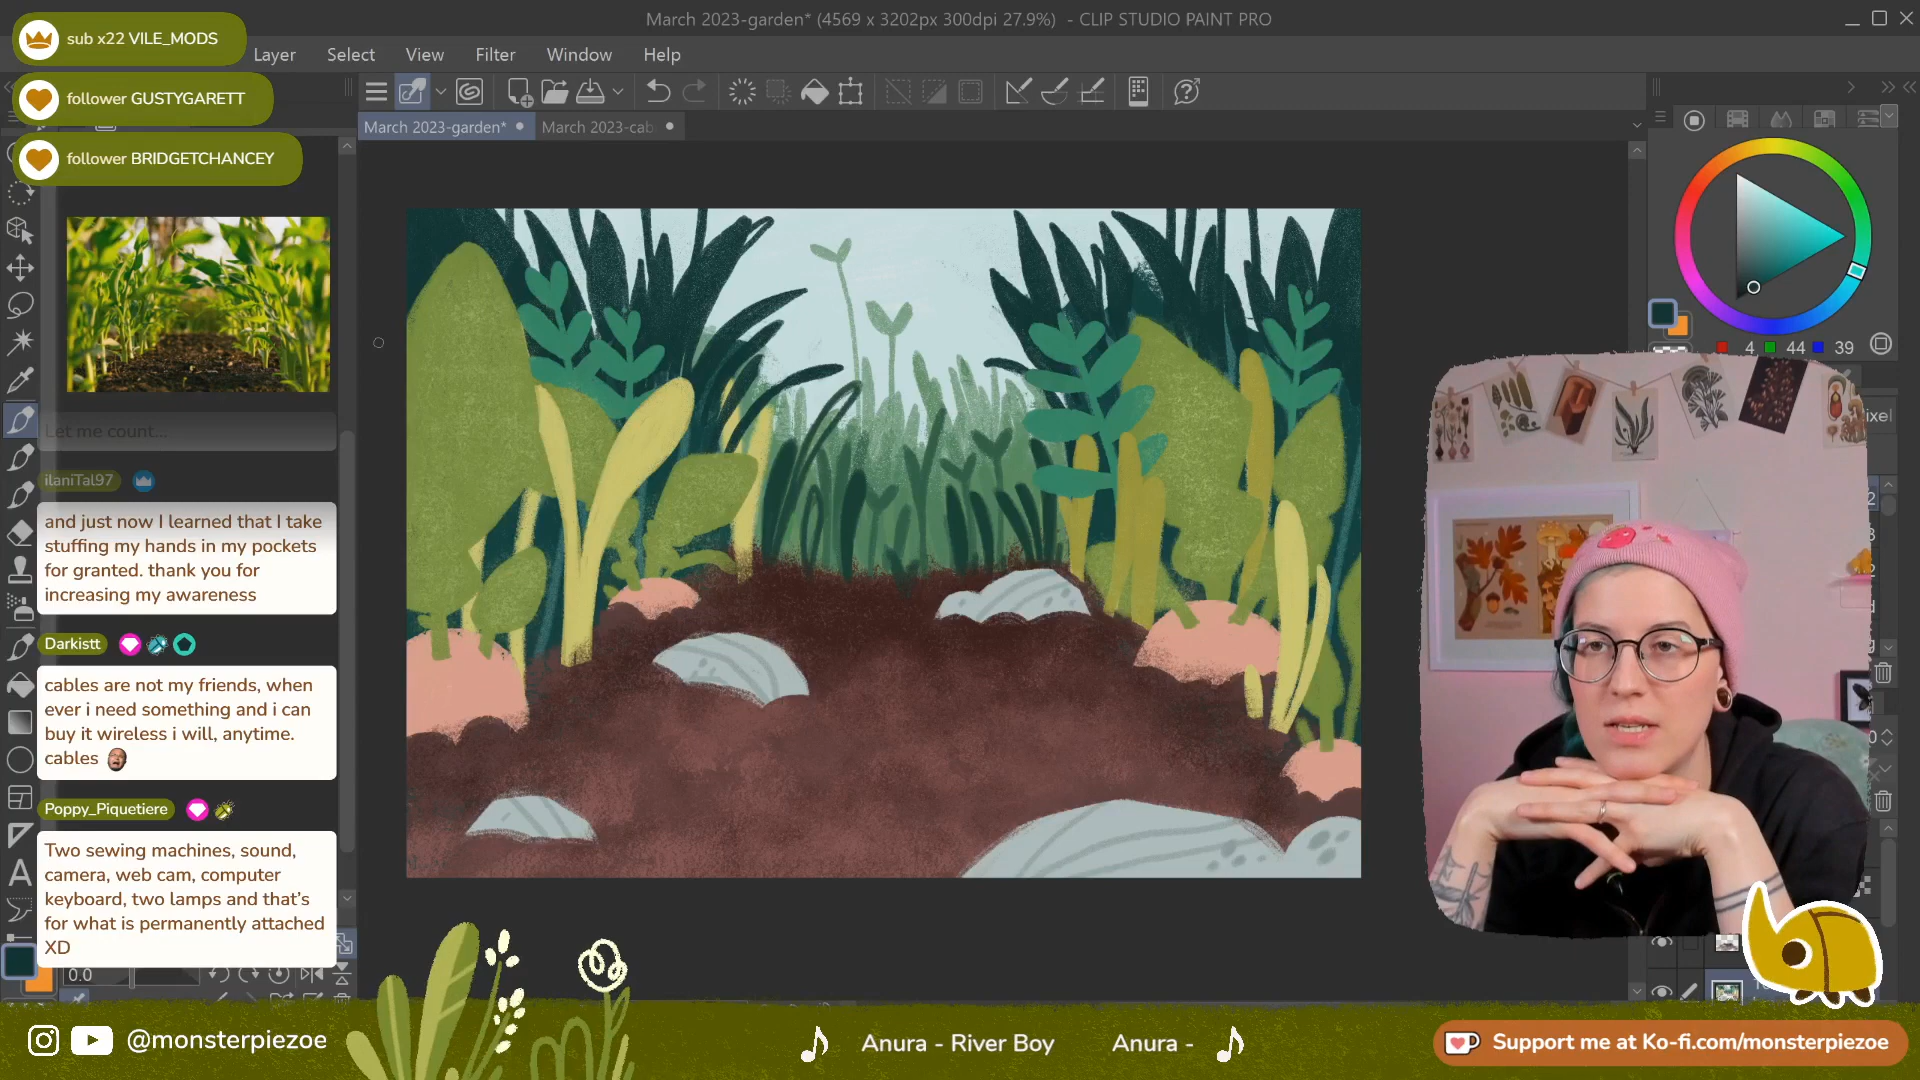 March 2023-garden* (4569 x 3202px 300dpi 27.9%) - CLIP STUDIO PAINT PRO
sub x22 VILE_MODS
Layer Select View Filter Window Help
follower GUSTYGARETT
March 2023-garden* March 2023-cab
follower BRIDGETCHANCEY
4 44 39
ixel
Let me count...
ilaniTal97
and just now I learned that I take
stuffing my hands in my pockets
for granted. thank you for
increasing my awareness
Darkistt
cables are not my friends, when
ever i need something and i can
buy it wireless i will, anytime.
cables
Poppy_Piquetiere
Two sewing machines, sound,
camera, web cam, computer
keyboard, two lamps and that's
for what is permanently attached
XD
0.0
@monsterpiezoe
Anura - River Boy Anura -
Support me at Ko-fi.com/monsterpiezoe